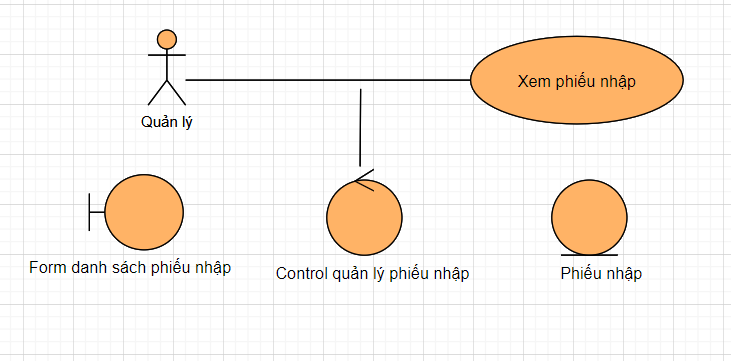 Xem phiếu nhập
Quản lý
Form danh sách phiếu nhập
Control quản lý phiếu nhập
Phiếu nhập